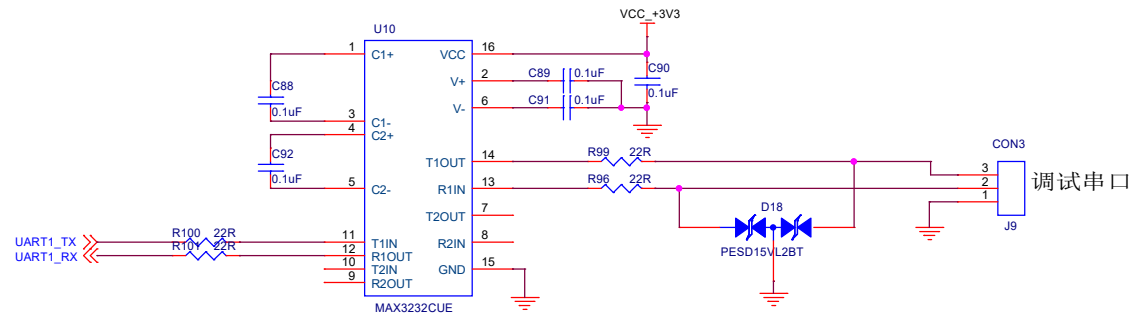 VCC_+3V3
U10
1 C1+ VCC 16
C88
0.1uF
V+ 2 C89 0.1uF
C90
0.1uF
3 C1- V- 6 C91 0.1uF
4 C2+
C92
0.1uF
5 C2-
T1OUT 14 R99 22R
R1IN 13 R96 22R
CON3
3
2
1
J9
调试串口
T2OUT 7
D18
PESD15VL2BT
UART1_TX R100 22R 11 T1IN R2IN 8
UART1_RX R101 22R 12 R1OUT
10 T2IN GND 15
9 R2OUT
MAX3232CUE